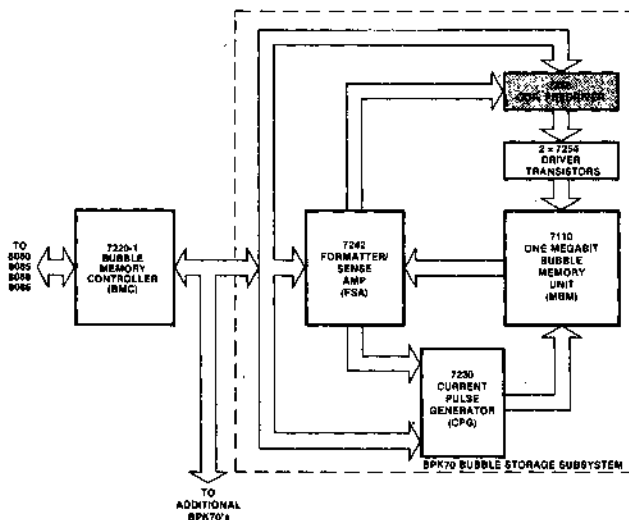 2 × 7254
DRIVER
TRANSISTORS
TO
8080
8085
8088
8086
7220-1
BUBBLE
MEMORY
CONTROLLER
(BMC)
7242
FORMATTER/
SENSE
AMP
(FSA)
7110
ONE MEGABIT
BUBBLE
MEMORY
UNIT
(MBM)
7230
CURRENT
PULSE
GENERATOR
(CPG)
BPK70 BUBBLE STORAGE SUBSYSTEM
TO
ADDITIONAL
BPK70's